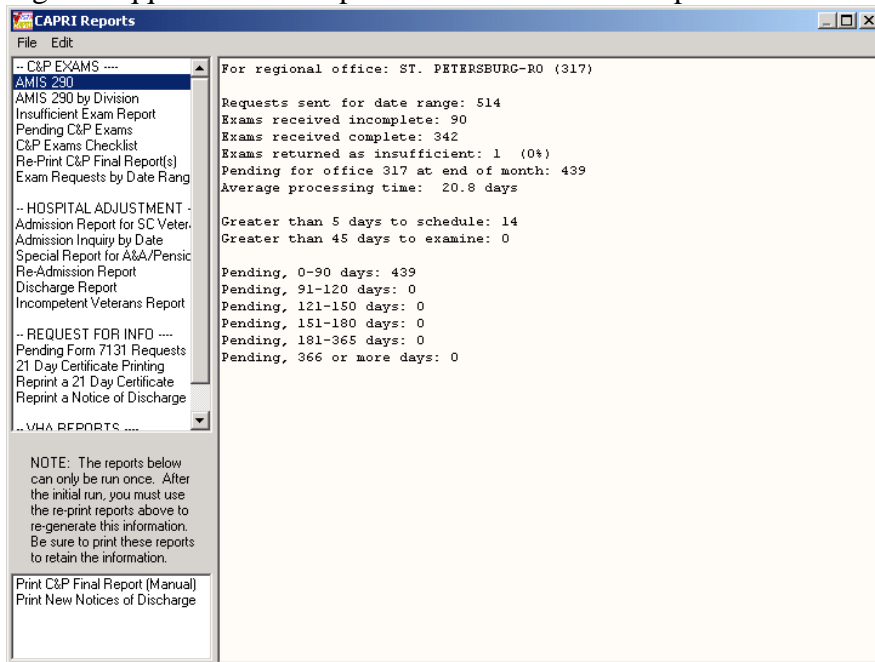 CAPRI Reports
File Edit
-- C&P EXAMS ----
AMIS 290
AMIS 290 by Division
Insufficient Exam Report
Pending C&P Exams
C&P Exams Checklist
Re-Print C&P Final Report(s)
Exam Requests by Date Rang
-- HOSPITAL ADJUSTMENT -
Admission Report for SC Veter
Admission Inquiry by Date
Special Report for A&A/Pensic
Re-Admission Report
Discharge Report
Incompetent Veterans Report
-- REQUEST FOR INFO ----
Pending Form 7131 Requests
21 Day Certificate Printing
Reprint a 21 Day Certificate
Reprint a Notice of Discharge
-- VHA REPORTS ----
NOTE: The reports below
can only be run once. After
the initial run, you must use
the re-print reports above to
re-generate this information.
Be sure to print these reports
to retain the information.
Print C&P Final Report (Manual)
Print New Notices of Discharge
For regional office: ST. PETERSBURG-RO (317)
Requests sent for date range: 514
Exams received incomplete: 90
Exams received complete: 342
Exams returned as insufficient: 1 (0%)
Pending for office 317 at end of month: 439
Average processing time: 20.8 days
Greater than 5 days to schedule: 14
Greater than 45 days to examine: 0
Pending, 0-90 days: 439
Pending, 91-120 days: 0
Pending, 121-150 days: 0
Pending, 151-180 days: 0
Pending, 181-365 days: 0
Pending, 366 or more days: 0